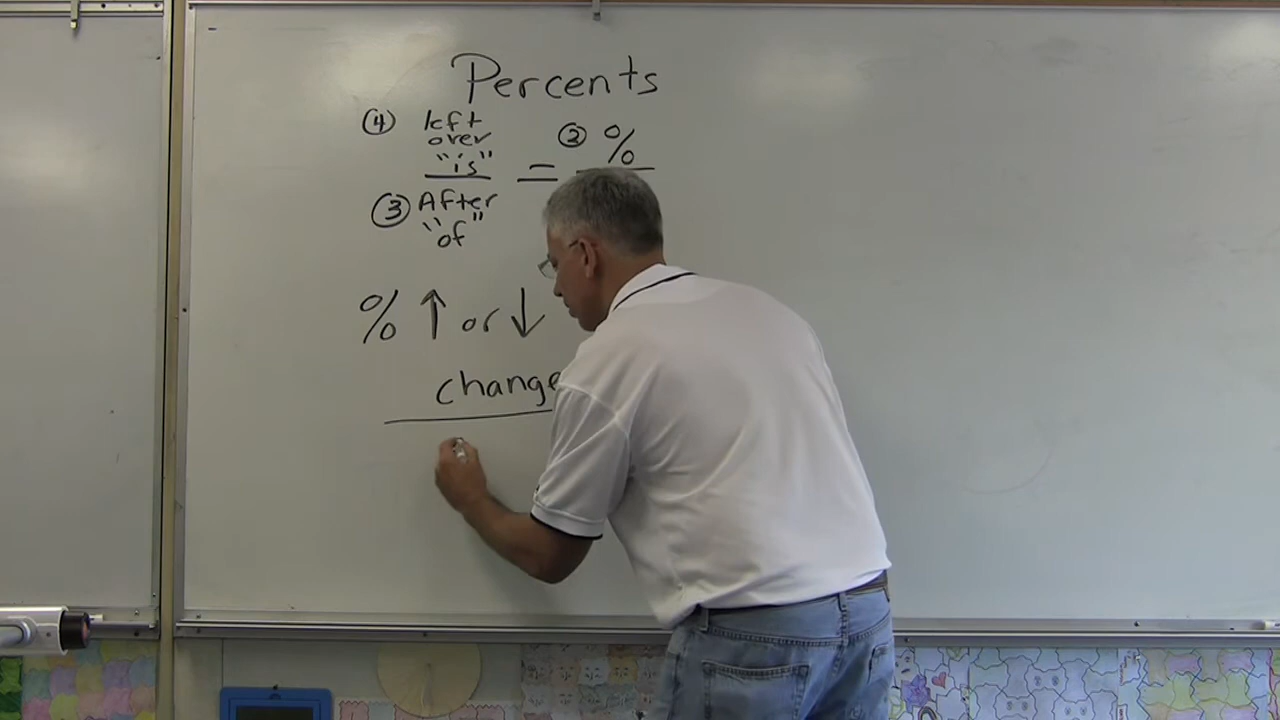 Percents
④ left
over
"is" = ② %
③ After
"of"
% ↑ or ↓
change